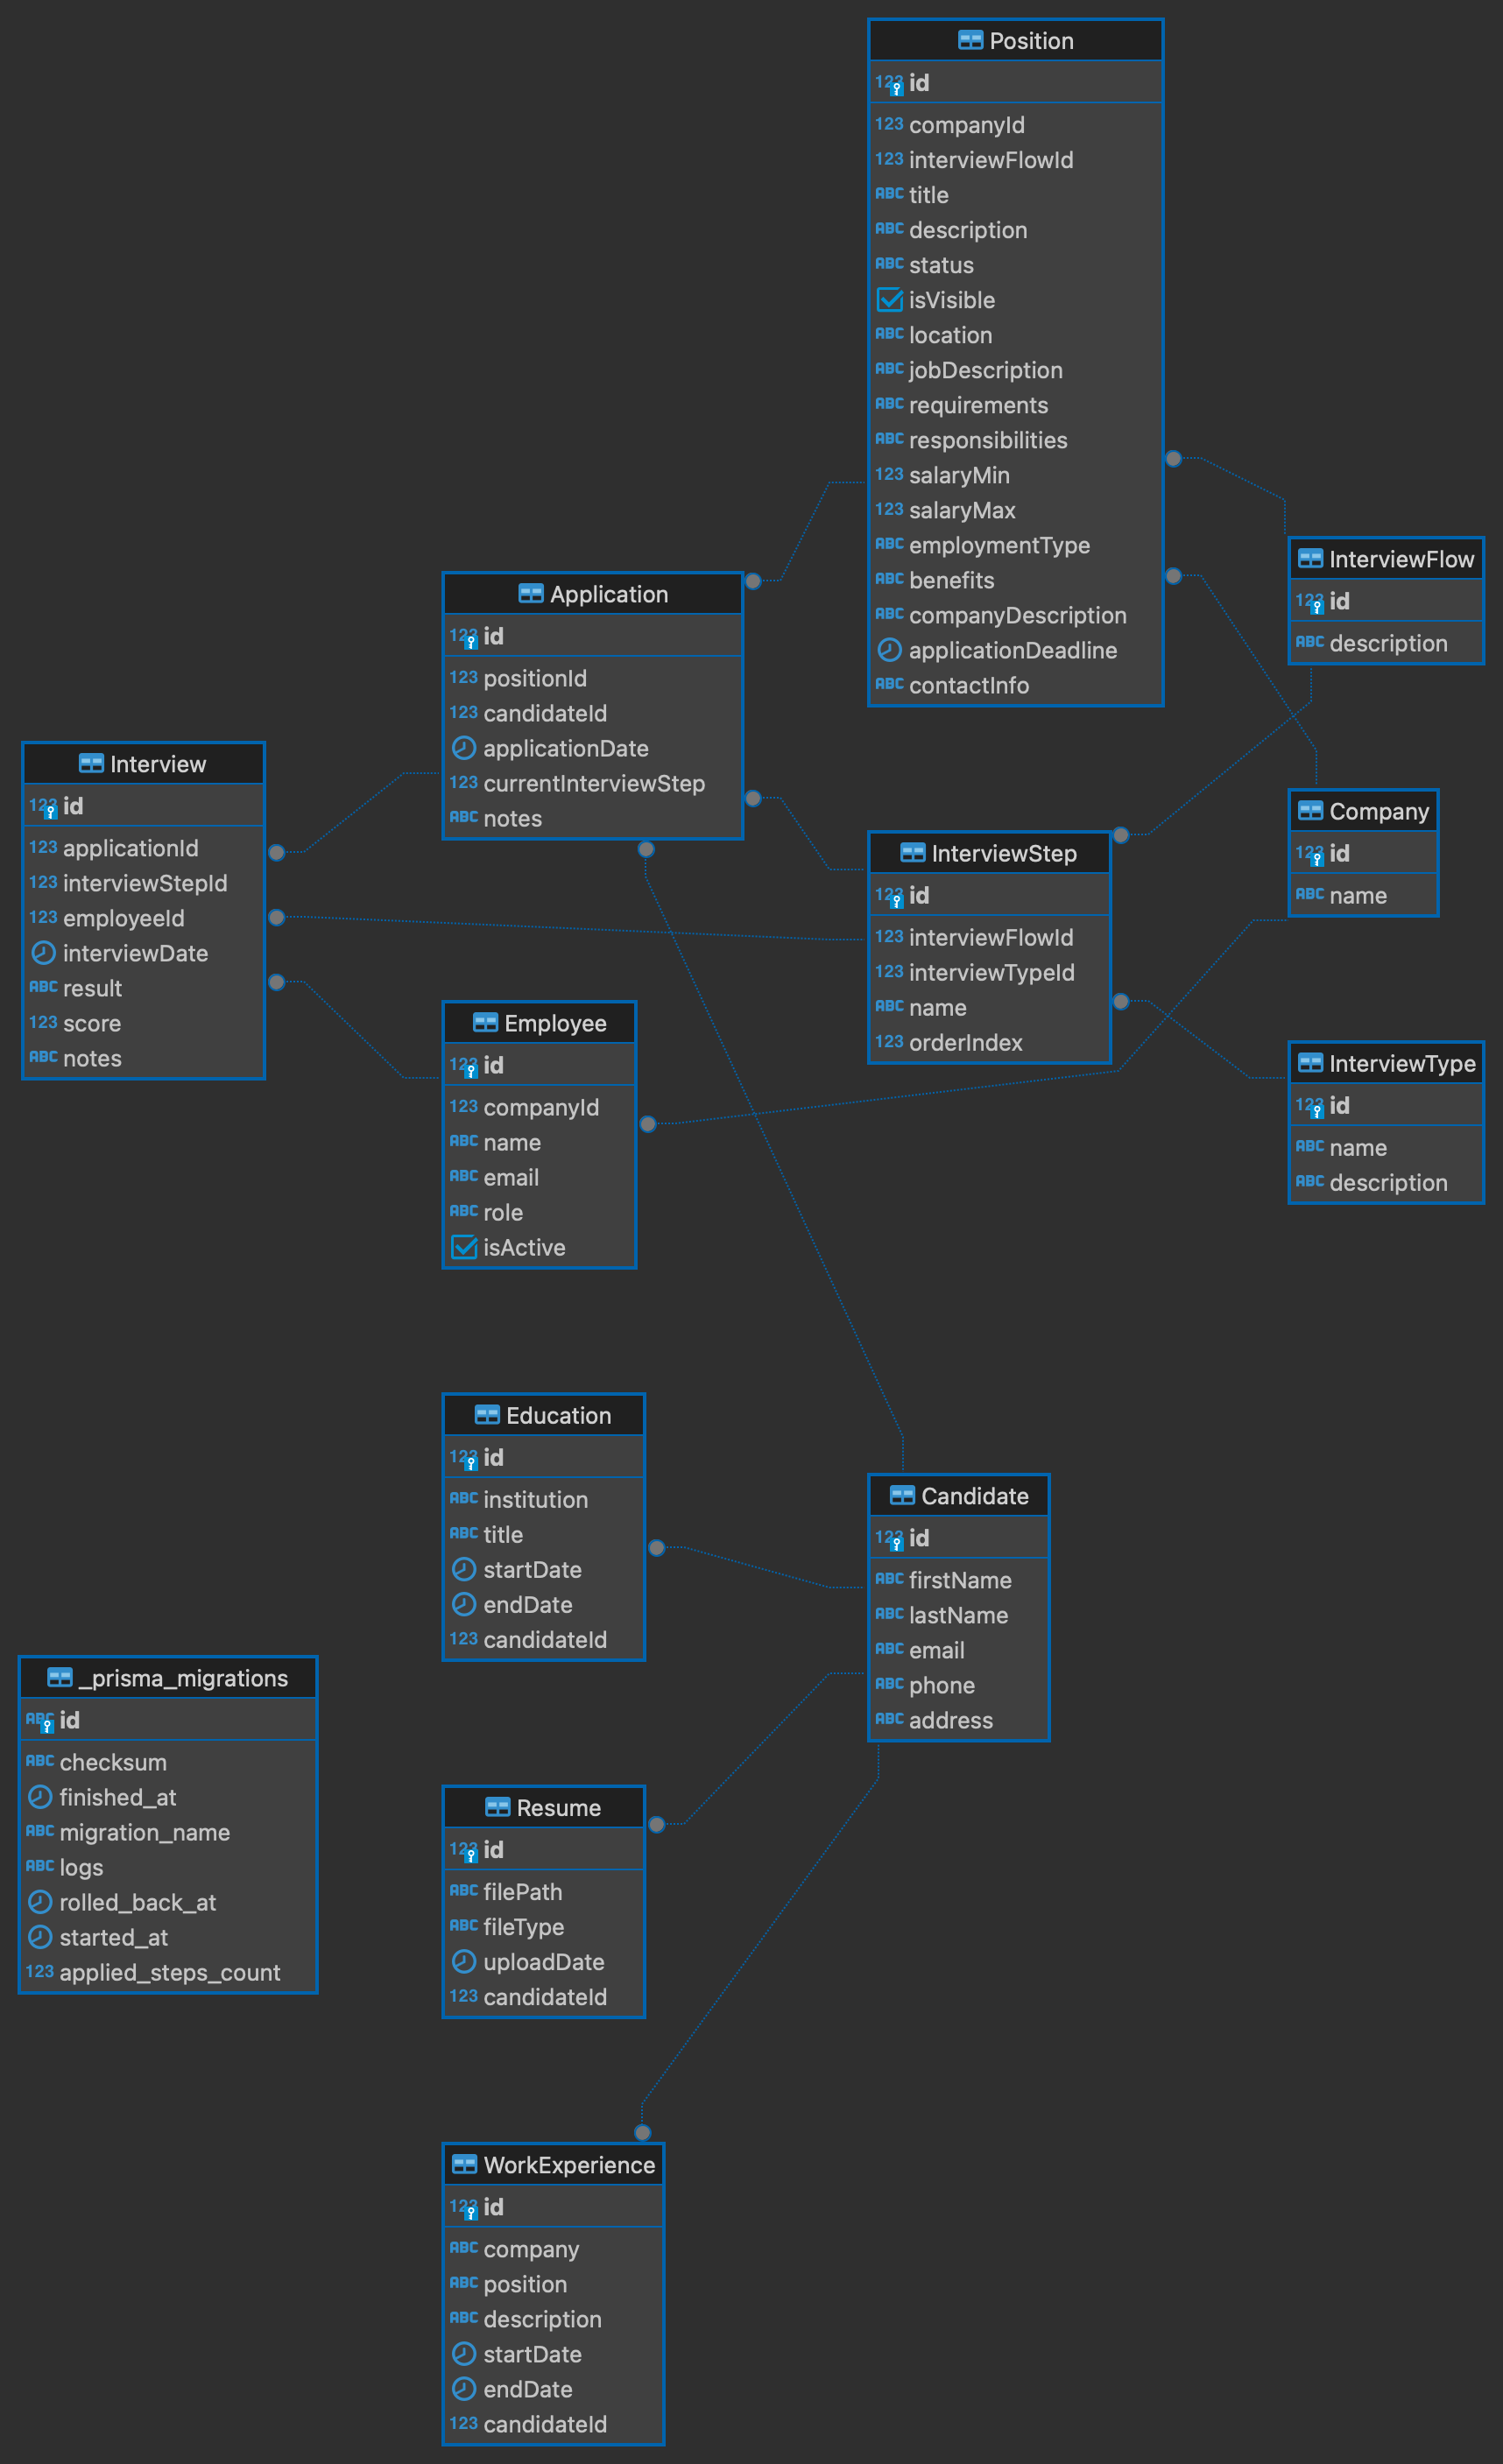 Position
123 id
123 companyId
123 interviewFlowId
ABC title
ABC description
ABC status
isVisible
ABC location
ABC jobDescription
ABC requirements
ABC responsibilities
123 salaryMin
123 salaryMax
ABC employmentType
ABC benefits
ABC companyDescription
applicationDeadline
ABC contactInfo
InterviewFlow
123 id
ABC description
Application
123 id
123 positionId
123 candidateId
applicationDate
123 currentInterviewStep
ABC notes
Interview
123 id
123 applicationId
123 interviewStepId
123 employeeId
interviewDate
ABC result
123 score
ABC notes
InterviewStep
123 id
123 interviewFlowId
123 interviewTypeId
ABC name
123 orderIndex
Company
123 id
ABC name
Employee
123 id
123 companyId
ABC name
ABC email
ABC role
isActive
InterviewType
123 id
ABC name
ABC description
Education
123 id
ABC institution
ABC title
startDate
endDate
123 candidateId
Candidate
123 id
ABC firstName
ABC lastName
ABC email
ABC phone
ABC address
_prisma_migrations
ABC id
ABC checksum
finished_at
ABC migration_name
ABC logs
rolled_back_at
started_at
123 applied_steps_count
Resume
123 id
ABC filePath
ABC fileType
uploadDate
123 candidateId
WorkExperience
123 id
ABC company
ABC position
ABC description
startDate
endDate
123 candidateId